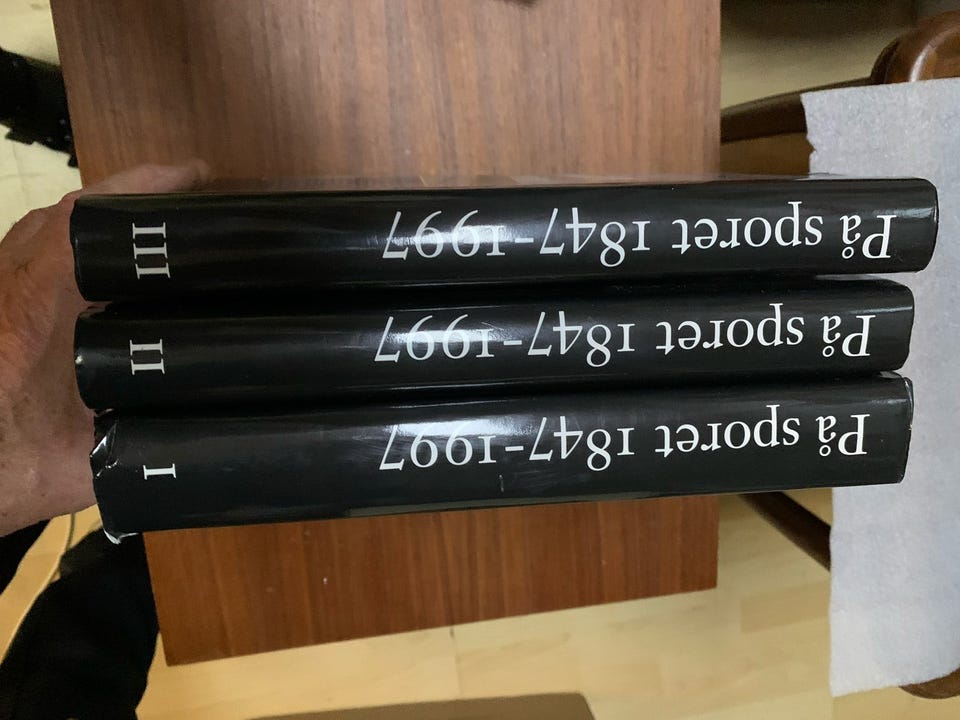 På sporet 1847-1997 I
På sporet 1847-1997 II
På sporet 1847-1997 III